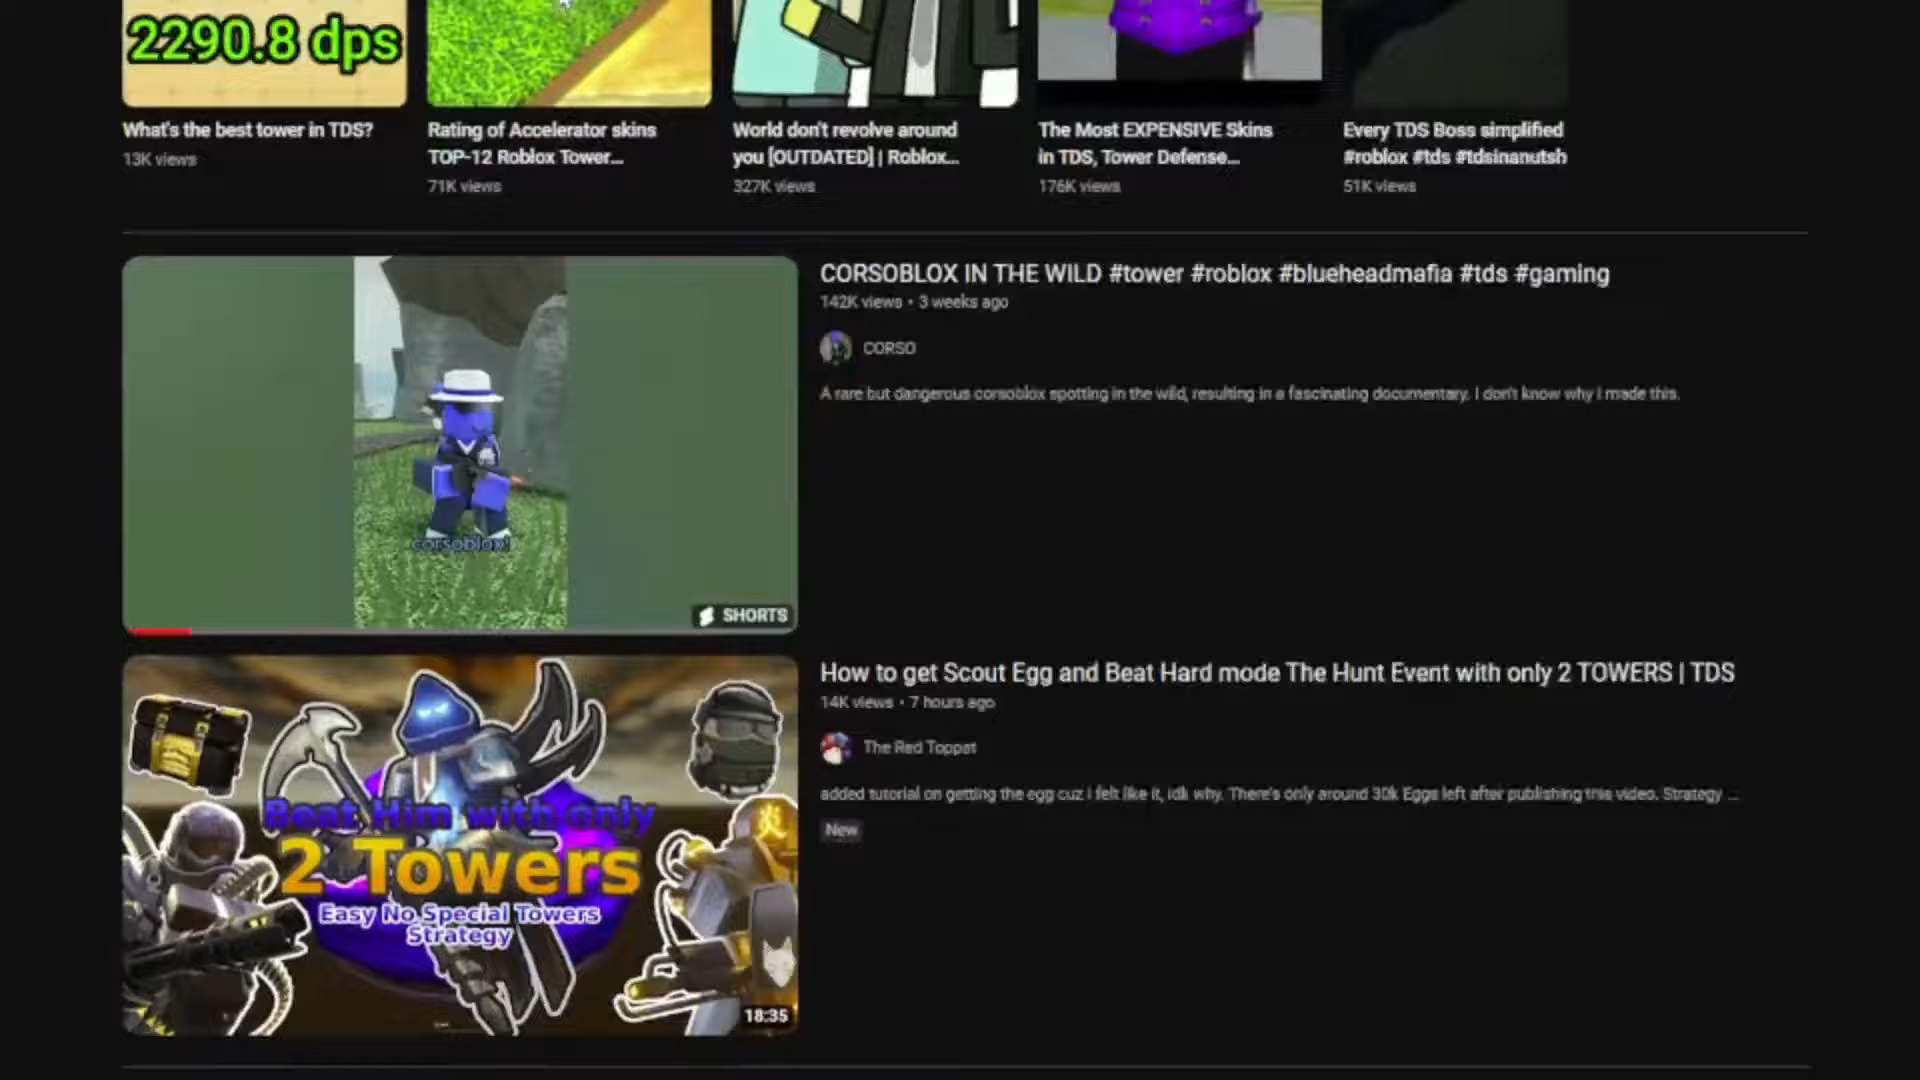 2290.8 dps
What's the best tower in TDS?
13K views
Rating of Accelerator skins
TOP-12 Roblox Tower...
71K views
World don't revolve around
you [OUTDATED] | Roblox...
327K views
The Most EXPENSIVE Skins
in TDS, Tower Defense...
176K views
Every TDS Boss simplified
#roblox #tds #tdsinanutsh
51K views
corsoblox!
SHORTS
CORSOBLOX IN THE WILD #tower #roblox #blueheadmafia #tds #gaming
142K views • 3 weeks ago
CORSO
A rare but dangerous corsoblox spotting in the wild, resulting in a fascinating documentary. I don't know why I made this.
Beat Him with only
2 Towers
Easy No Special Towers
Strategy
炎
18:35
How to get Scout Egg and Beat Hard mode The Hunt Event with only 2 TOWERS | TDS
14K views • 7 hours ago
The Red Toppat
added tutorial on getting the egg cuz i felt like it, idk why. There's only around 30k Eggs left after publishing this video. Strategy ...
New